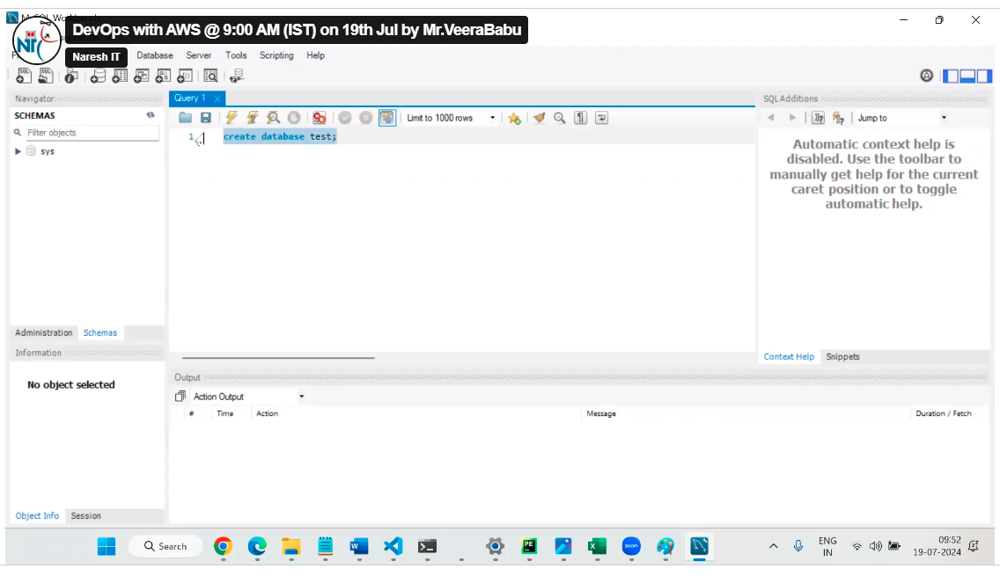 DevOps with AWS @ 9:00 AM (IST) on 19th Jul by Mr.VeeraBabu
Naresh IT
NIT
Database Server Tools Scripting Help
Navigator
SCHEMAS
Filter objects
sys
Administration Schemas
Information
No object selected
Object Info Session
Query 1
Limit to 1000 rows
1 create database test;
Output
Action Output
# Time Action Message Duration / Fetch
SQLAdditions
Jump to
Automatic context help is
disabled. Use the toolbar to
manually get help for the current
caret position or to toggle
automatic help.
Context Help Snippets
Search
zoom
ENG
IN
09:52
19-07-2024